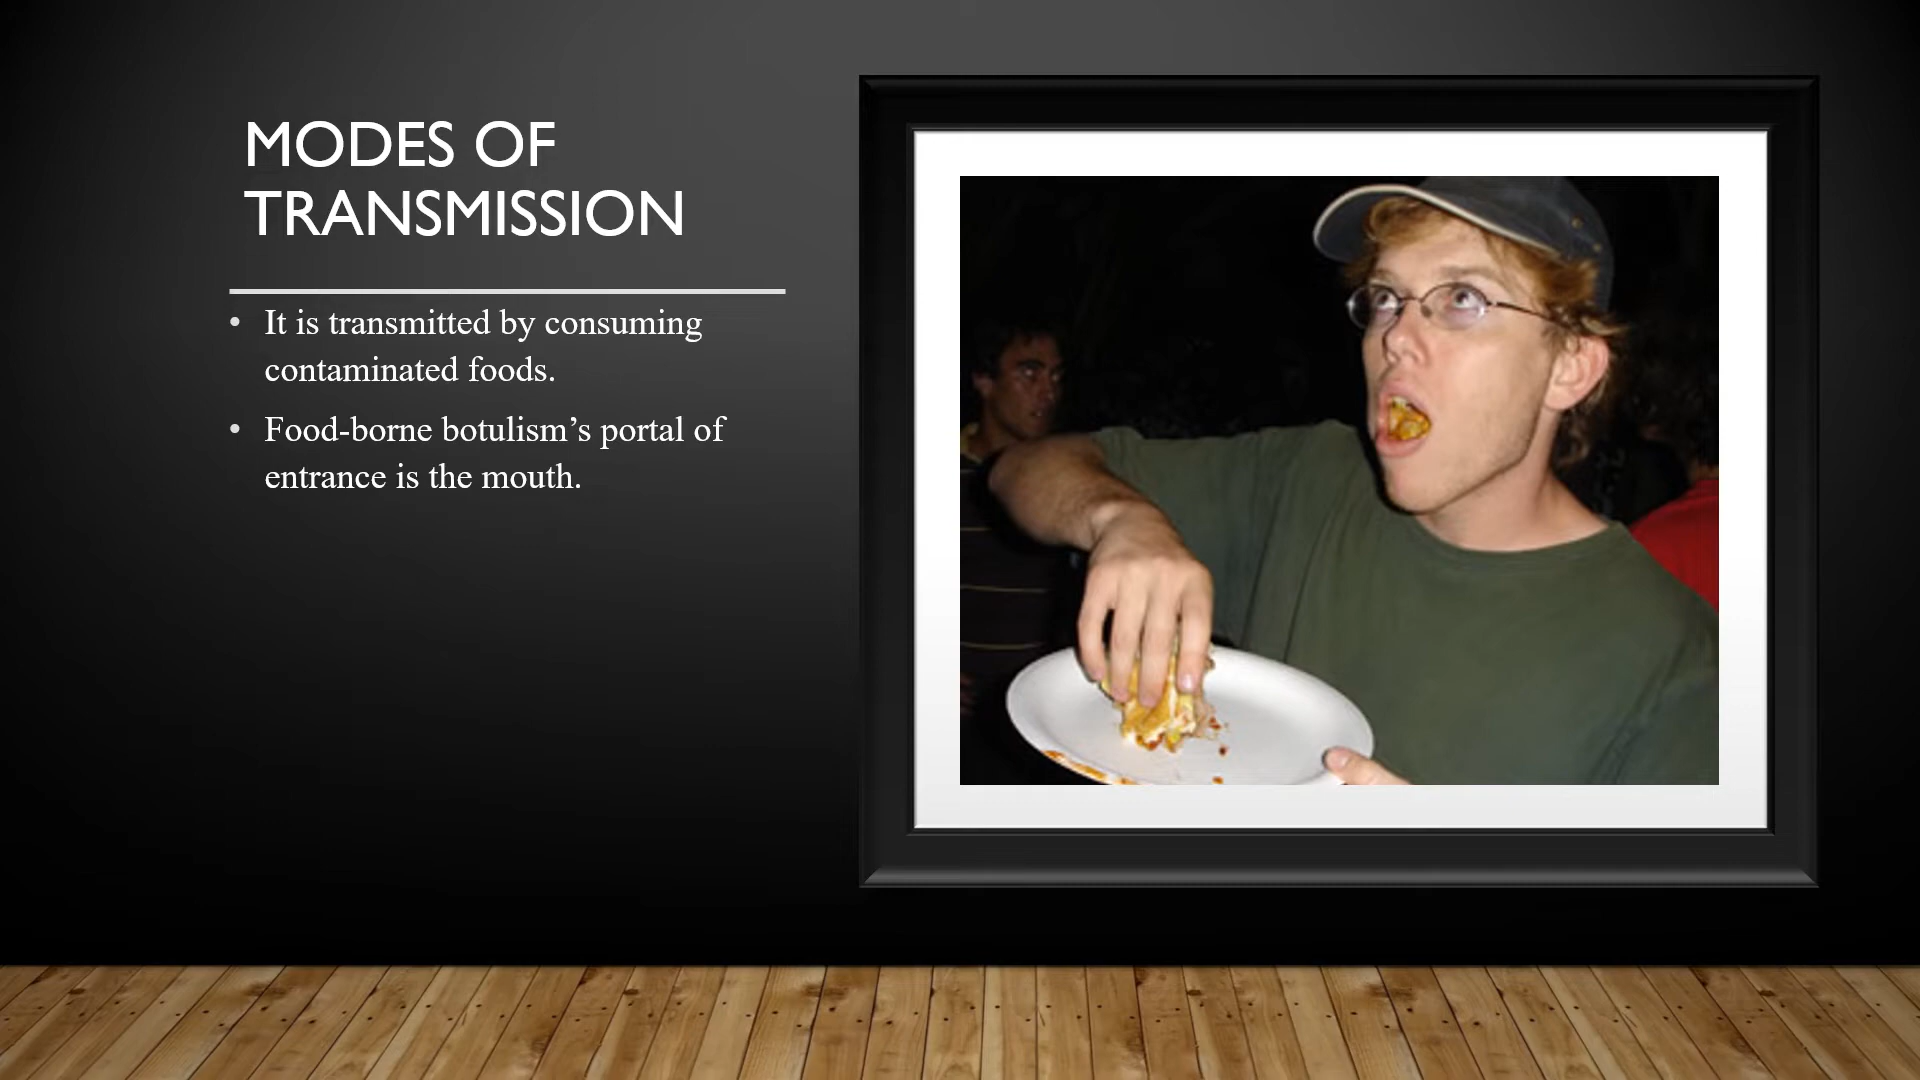 MODES OF
TRANSMISSION
• It is transmitted by consuming
contaminated foods.
• Food-borne botulism’s portal of
entrance is the mouth.